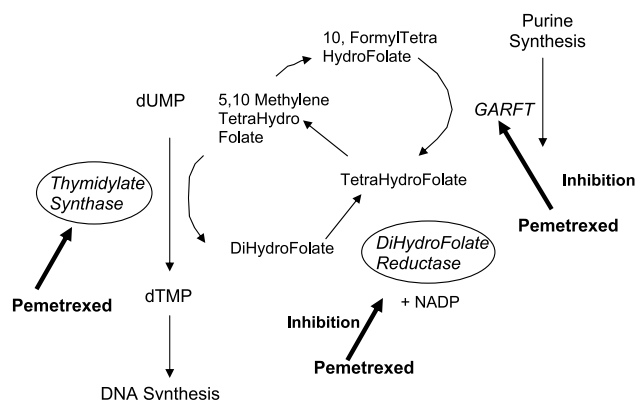 10, FormylTetra
HydroFolate
Purine
Synthesis
dUMP
5,10 Methylene
TetraHydro
Folate
GARFT
Thymidylate
Synthase
TetraHydroFolate
Inhibition
Pemetrexed
DiHydroFolate
DiHydroFolate
Reductase
Pemetrexed
dTMP
+ NADP
Inhibition
Pemetrexed
DNA Synthesis